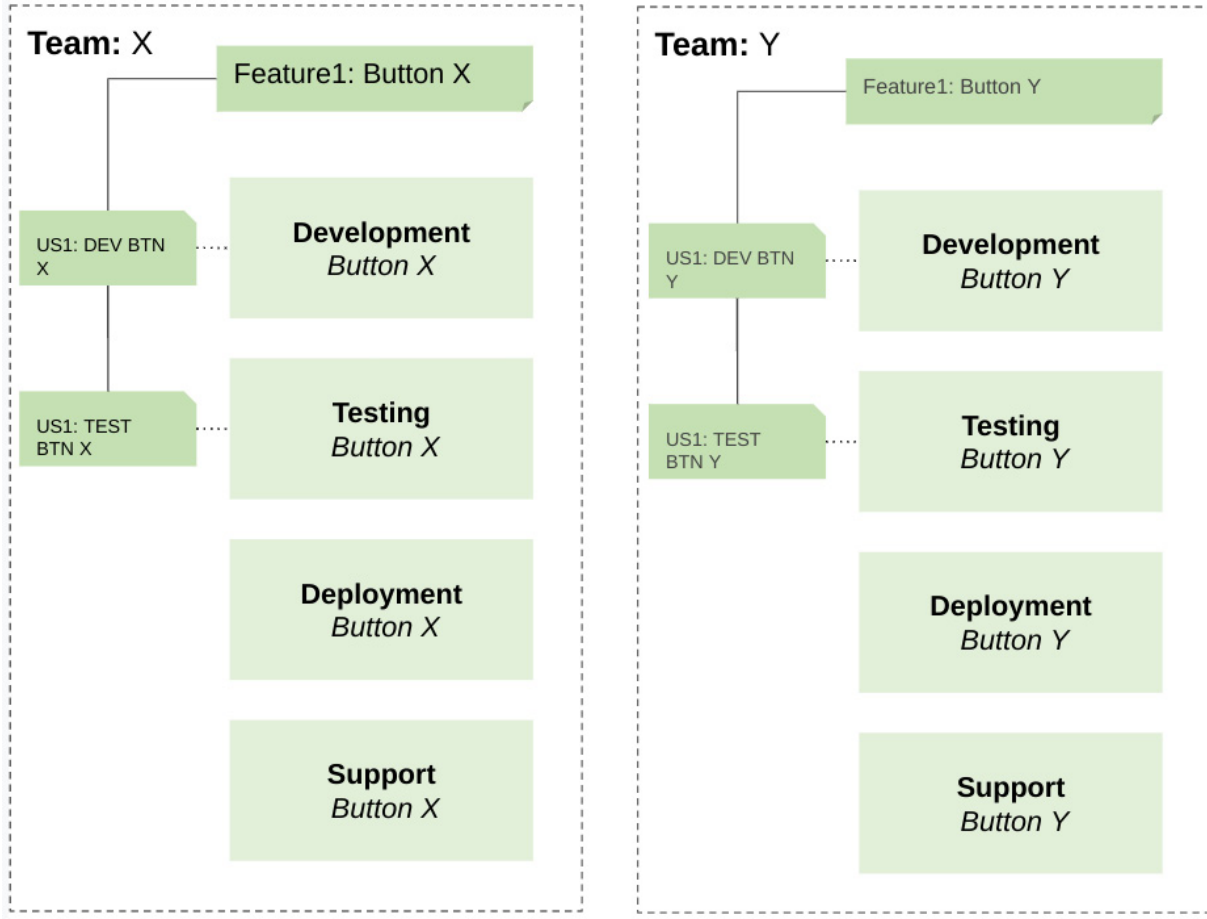 Team: X
Feature1: Button X
US1: DEV BTN
X
Development
Button X
US1: TEST
BTN X
Testing
Button X
Deployment
Button X
Support
Button X
Team: Y
Feature1: Button Y
US1: DEV BTN
Y
Development
Button Y
US1: TEST
BTN Y
Testing
Button Y
Deployment
Button Y
Support
Button Y